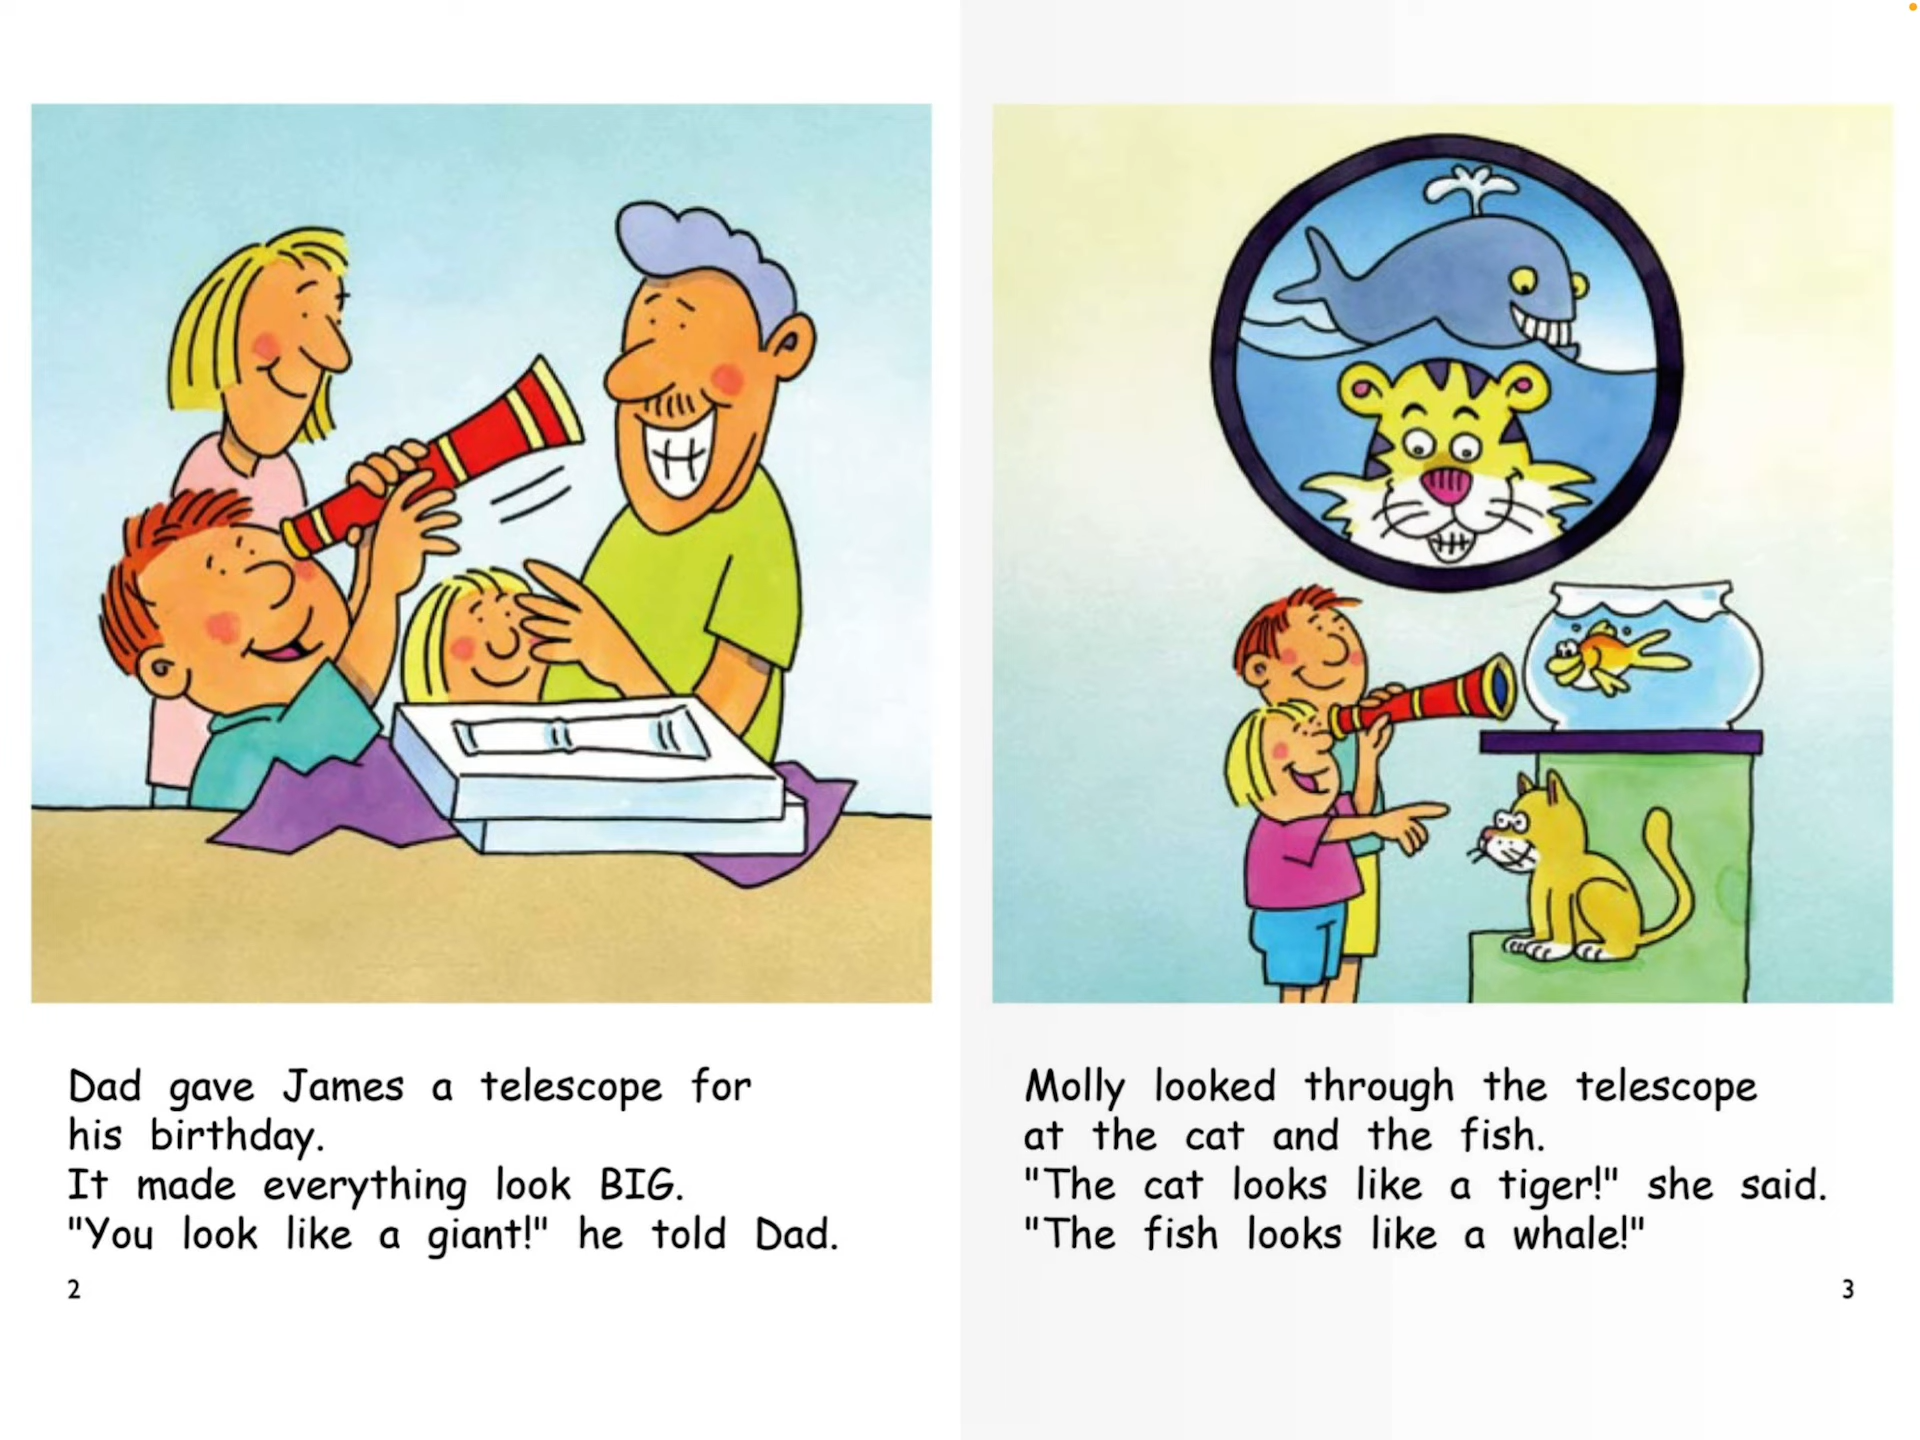 Dad gave James a telescope for
his birthday.
It made everything look BIG.
"You look like a giant!" he told Dad.
2
Molly looked through the telescope
at the cat and the fish.
"The cat looks like a tiger!" she said.
"The fish looks like a whale!"
3